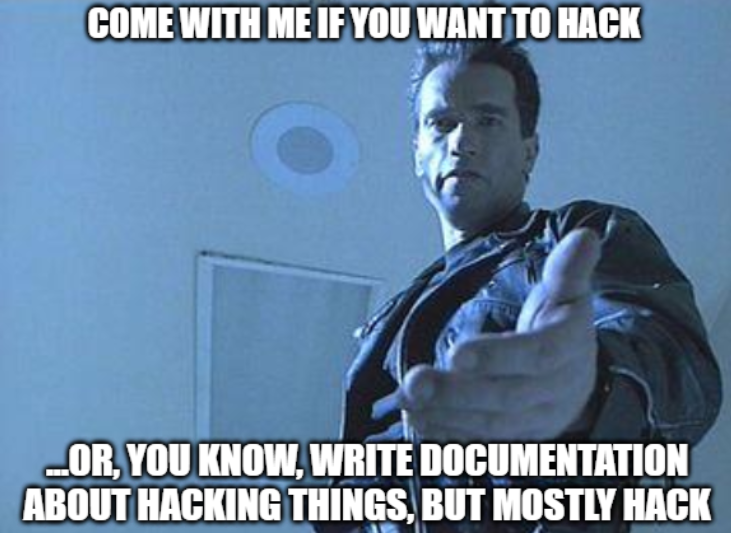 COME WITH ME IF YOU WANT TO HACK
...OR, YOU KNOW, WRITE DOCUMENTATION
ABOUT HACKING THINGS, BUT MOSTLY HACK